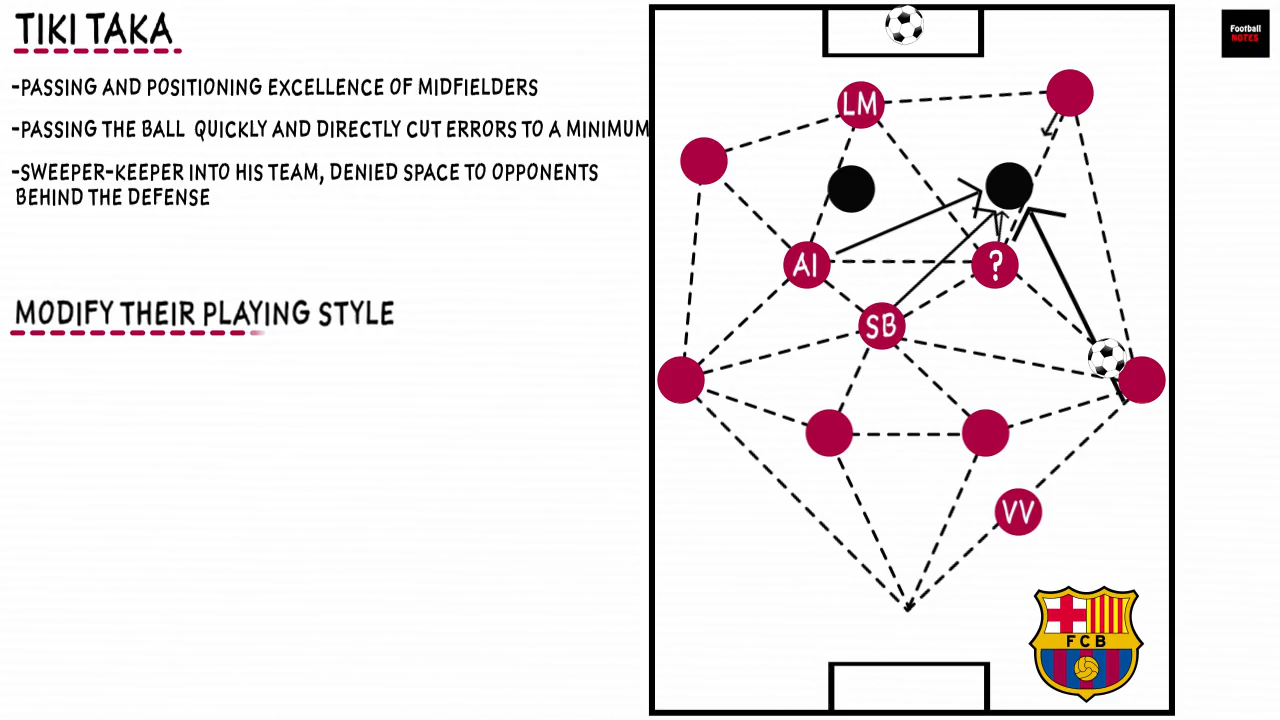 TIKI TAKA
-PASSING AND POSITIONING EXCELLENCE OF MIDFIELDERS
-PASSING THE BALL QUICKLY AND DIRECTLY CUT ERRORS TO A MINIMUM
-SWEEPER-KEEPER INTO HIS TEAM, DENIED SPACE TO OPPONENTS
BEHIND THE DEFENSE
MODIFY THEIR PLAYING STYLE
LM
AI
?
SB
VV
FCB
Football
NOTES